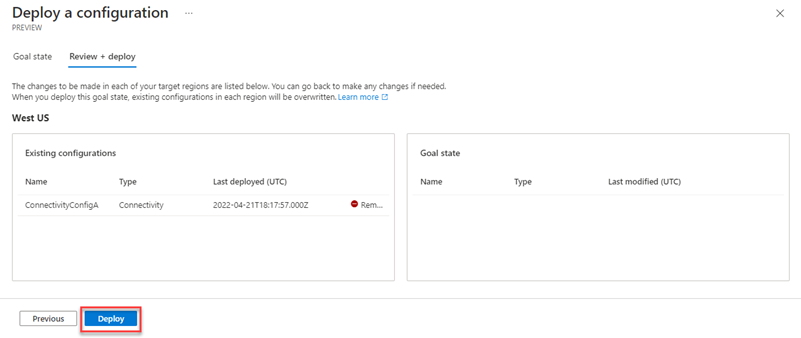 Deploy a configuration ...
PREVIEW
Goal state Review + deploy
The changes to be made in each of your target regions are listed below. You can go back to make any changes if needed.
When you deploy this goal state, existing configurations in each region will be overwritten. Learn more
West US
Existing configurations
Name Type Last deployed (UTC)
ConnectivityConfigA Connectivity 2022-04-21T18:17:57.000Z Rem...
Goal state
Name Type Last modified (UTC)
Previous Deploy